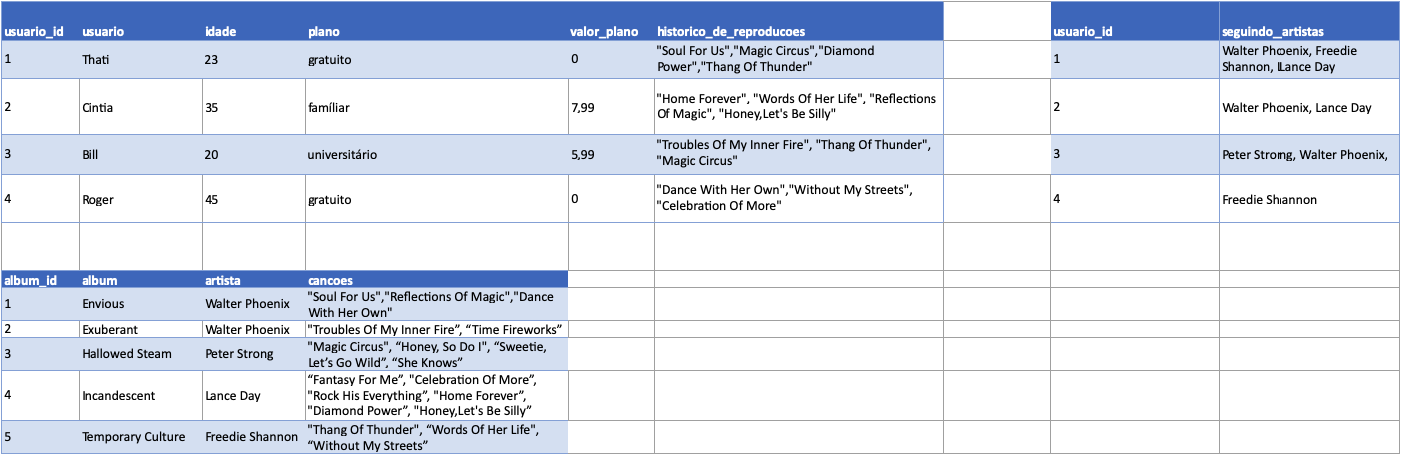 usuario_id usuario idade plano valor_plano historico_de_reproducoes usuario_id seguindo_artistas
1 Thati 23 gratuito 0 "Soul For Us","Magic Circus","Diamond Power","Thang Of Thunder" 1 Walter Phoenix, Freedie Shannon, Lance Day
2 Cintia 35 famíliar 7,99 "Home Forever", "Words Of Her Life", "Reflections Of Magic", "Honey,Let's Be Silly" 2 Walter Phoenix, Lance Day
3 Bill 20 universitário 5,99 "Troubles Of My Inner Fire", "Thang Of Thunder", "Magic Circus" 3 Peter Strong, Walter Phoenix,
4 Roger 45 gratuito 0 "Dance With Her Own","Without My Streets", "Celebration Of More" 4 Freedie Shannon
album_id album artista cancoes
1 Envious Walter Phoenix "Soul For Us","Reflections Of Magic","Dance With Her Own"
2 Exuberant Walter Phoenix "Troubles Of My Inner Fire”, “Time Fireworks”
3 Hallowed Steam Peter Strong "Magic Circus", “Honey, So Do I", “Sweetie, Let’s Go Wild”, “She Knows”
4 Incandescent Lance Day “Fantasy For Me”, "Celebration Of More”, "Rock His Everything”, "Home Forever”, "Diamond Power”, "Honey,Let's Be Silly”
5 Temporary Culture Freedie Shannon "Thang Of Thunder", “Words Of Her Life", “Without My Streets”